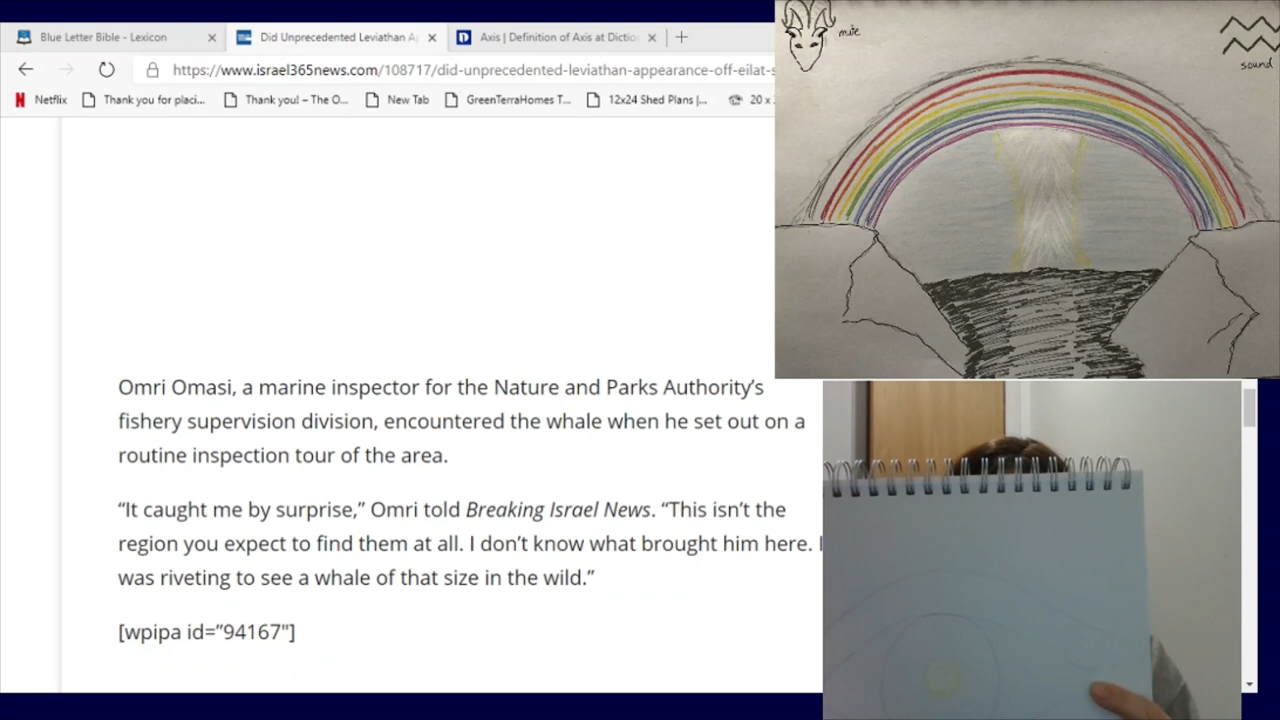 Blue Letter Bible - Lexicon
Did Unprecedented Leviathan A
Axis | Definition of Axis at Dictio
https://www.israel365news.com/108717/did-unprecedented-leviathan-appearance-off-eilat-s
Netflix
Thank you for placi...
Thank you! – The O...
New Tab
GreenTerraHomes T...
12x24 Shed Plans |...
20 x
mute
sound
Omri Omasi, a marine inspector for the Nature and Parks Authority’s
fishery supervision division, encountered the whale when he set out on a
routine inspection tour of the area.
“It caught me by surprise,” Omri told Breaking Israel News. “This isn’t the
region you expect to find them at all. I don’t know what brought him here. I
was riveting to see a whale of that size in the wild.”
[wpipa id=”94167″]